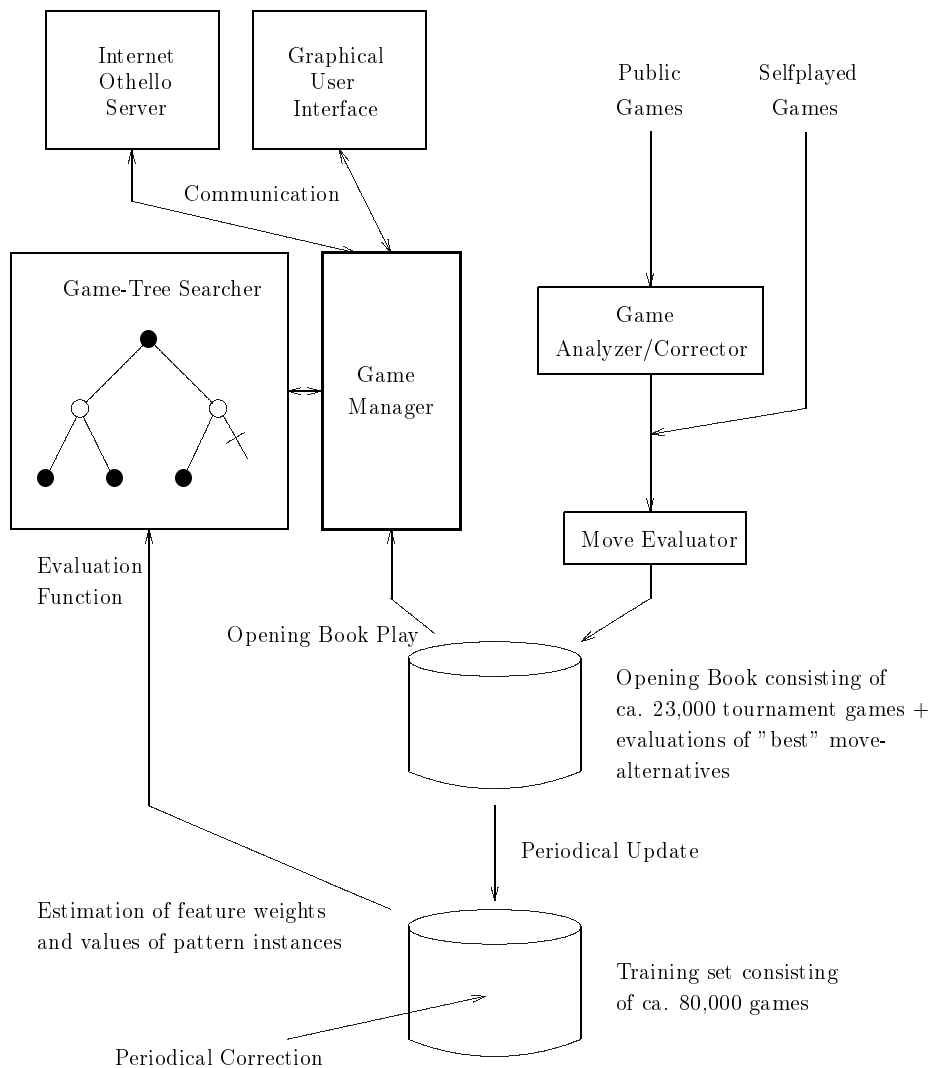 Internet
Othello
Server
Graphical
User
Interface
Public
Games
Selfplayed
Games
Communication
Game-Tree Searcher
Game
Manager
Game
Analyzer/Corrector
Move Evaluator
Evaluation
Function
Opening Book Play
Opening Book consisting of
ca. 23,000 tournament games +
evaluations of "best" move-
alternatives
Periodical Update
Estimation of feature weights
and values of pattern instances
Training set consisting
of ca. 80,000 games
Periodical Correction